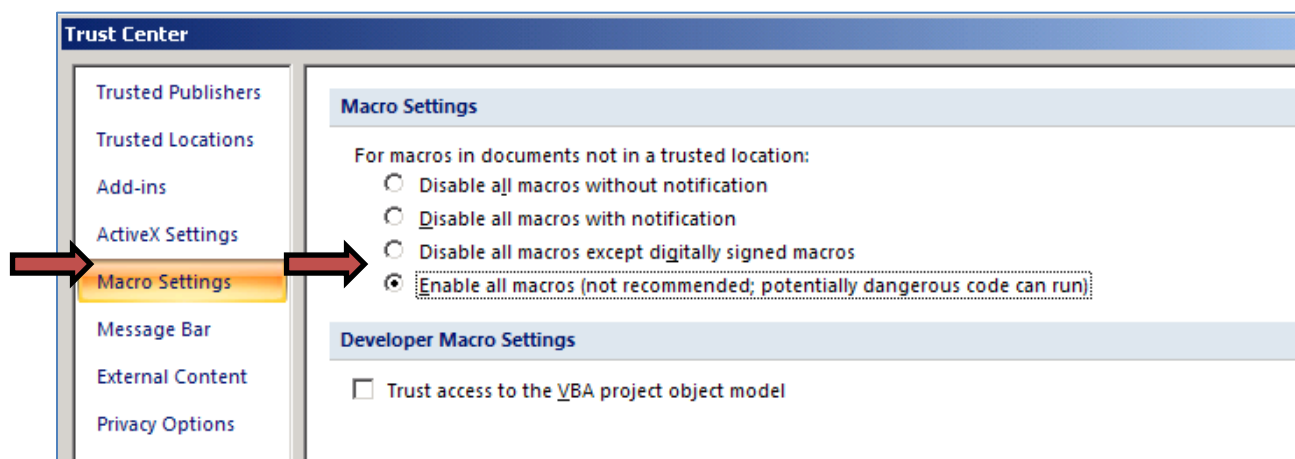 Trust Center
Trusted Publishers
Trusted Locations
Add-ins
ActiveX Settings
Macro Settings
Message Bar
External Content
Privacy Options
Macro Settings
For macros in documents not in a trusted location:
Disable all macros without notification
Disable all macros with notification
Disable all macros except digitally signed macros
Enable all macros (not recommended; potentially dangerous code can run)
Developer Macro Settings
Trust access to the VBA project object model